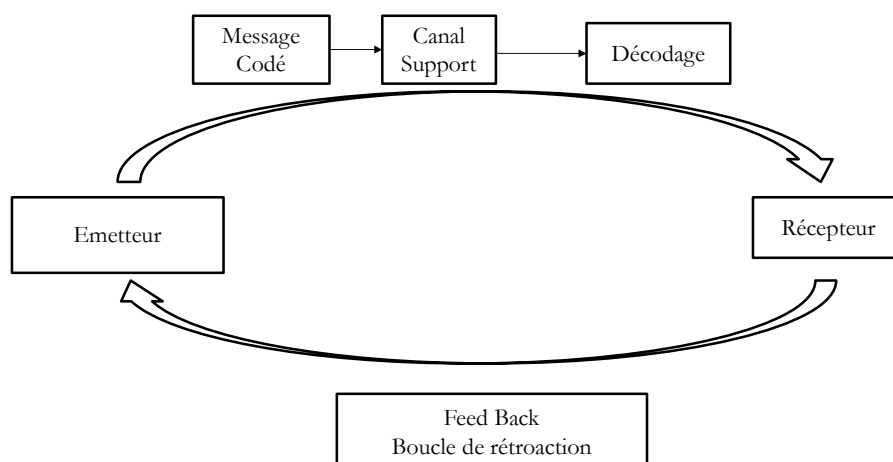 Message
Codé
Canal
Support
Décodage
Emetteur
Récepteur
Feed Back
Boucle de rétroaction